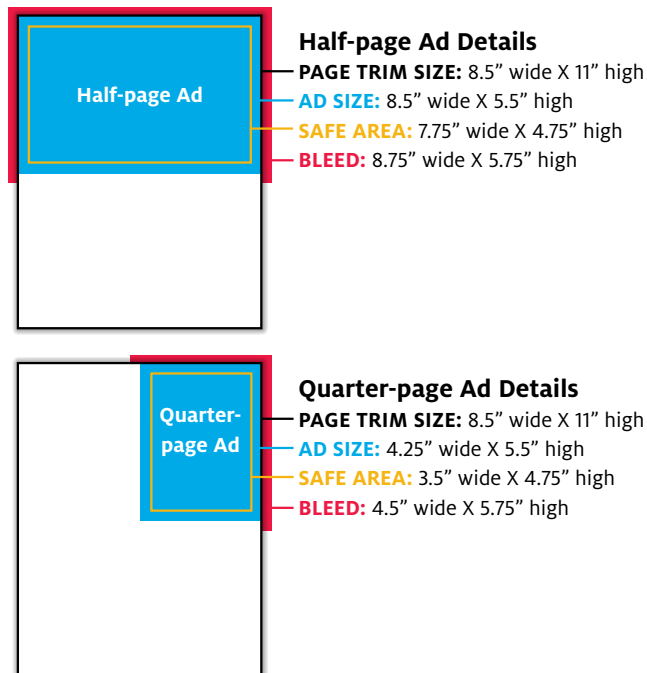 Half-page Ad
Half-page Ad Details
PAGE TRIM SIZE: 8.5” wide X 11” high
AD SIZE: 8.5” wide X 5.5” high
SAFE AREA: 7.75” wide X 4.75” high
BLEED: 8.75” wide X 5.75” high
Quarter-
page Ad
Quarter-page Ad Details
PAGE TRIM SIZE: 8.5” wide X 11” high
AD SIZE: 4.25” wide X 5.5” high
SAFE AREA: 3.5” wide X 4.75” high
BLEED: 4.5” wide X 5.75” high